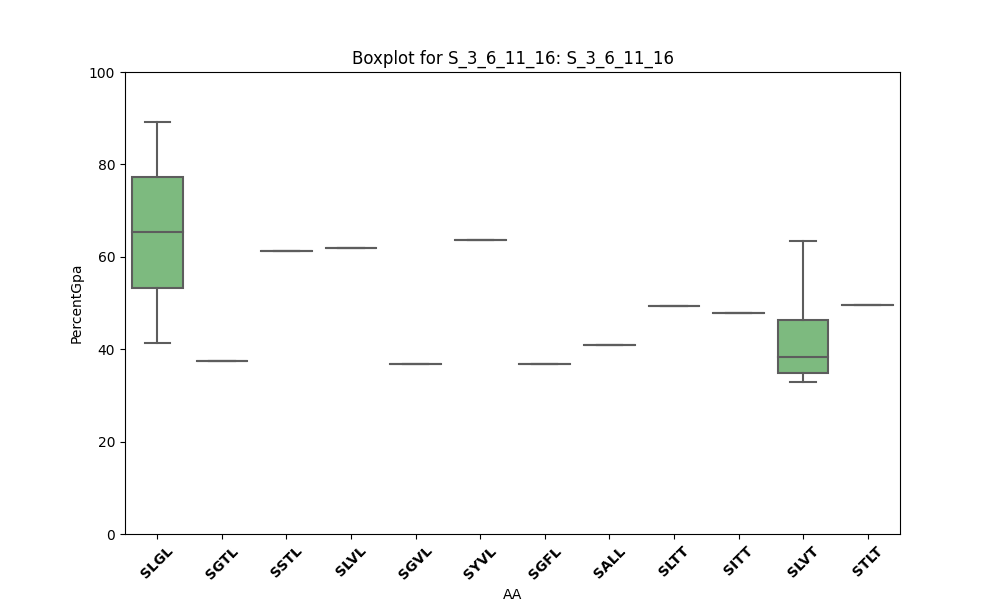 Boxplot for S_3_6_11_16: S_3_6_11_16
100
80
60
40
20
0
PercentGpa
SLGL
SGTL
SSTL
SLVL
SGVL
SYVL
SGFL
SALL
SLTT
SITT
SLVT
STLT
AA